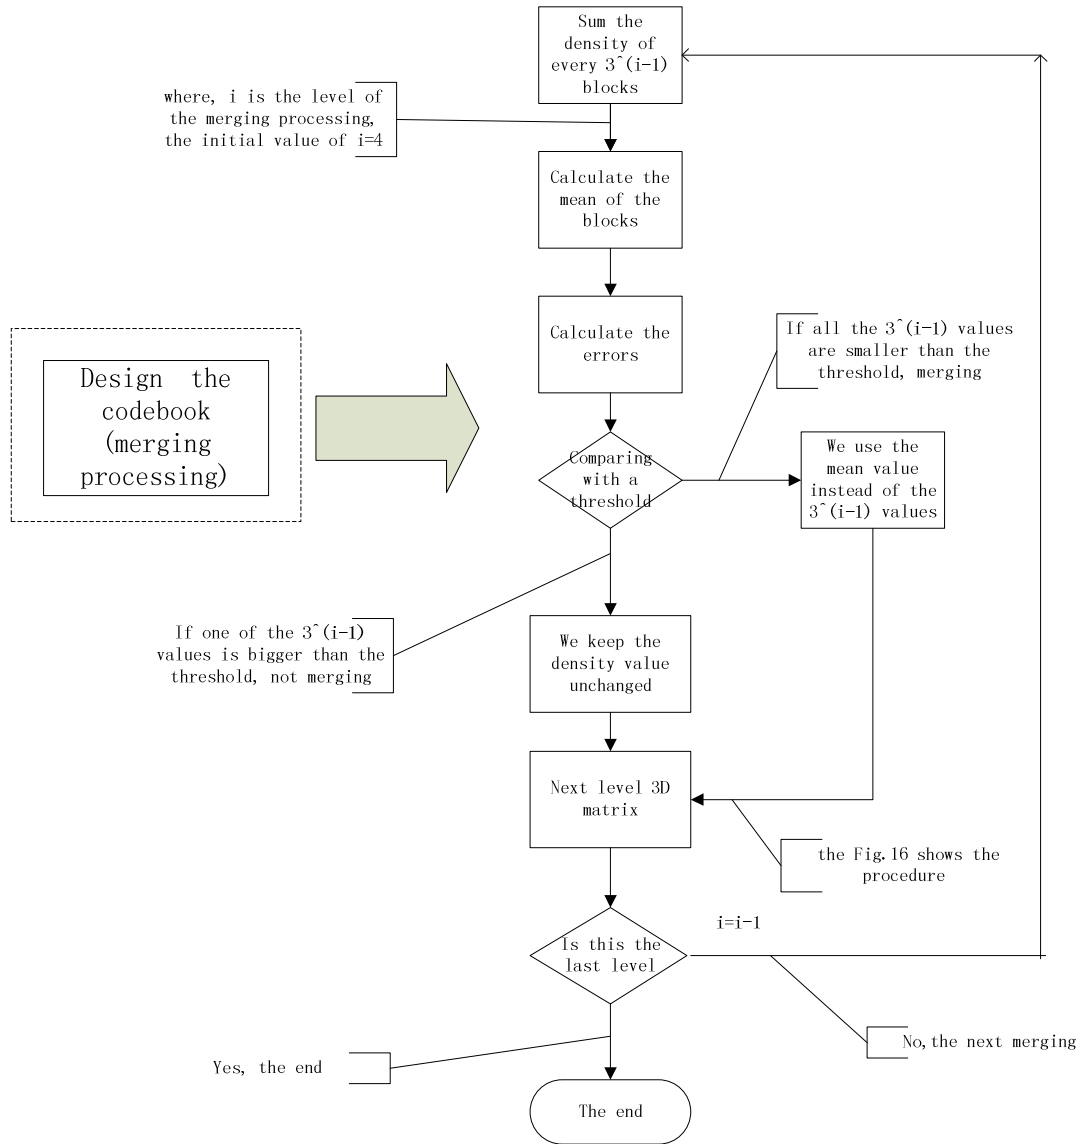 Sum the
density of
every 3^(i-1)
blocks
where, i is the level of
the merging processing,
the initial value of i=4
Calculate the
mean of the
blocks
Calculate the
errors
If all the 3^(i-1) values
are smaller than the
threshold, merging
Design the
codebook
(merging
processing)
Comparing
with a
threshold
We use the
mean value
instead of the
3^(i-1) values
If one of the 3^(i-1)
values is bigger than the
threshold, not merging
We keep the
density value
unchanged
Next level 3D
matrix
the Fig.16 shows the
procedure
i=i-1
Is this the
last level
No, the next merging
Yes, the end
The end